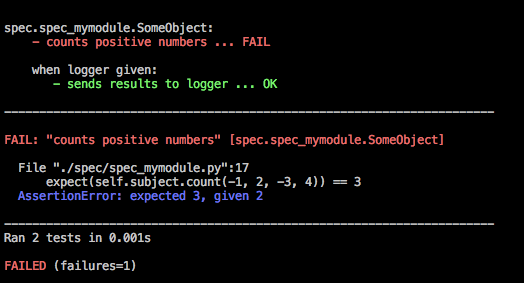 spec.spec_mymodule.SomeObject:
- counts positive numbers ... FAIL
when logger given:
- sends results to logger ... OK
----------------------------------------------------------------------
FAIL: "counts positive numbers" [spec.spec_mymodule.SomeObject]
File "./spec/spec_mymodule.py":17
expect(self.subject.count(-1, 2, -3, 4)) == 3
AssertionError: expected 3, given 2
----------------------------------------------------------------------
Ran 2 tests in 0.001s
FAILED (failures=1)